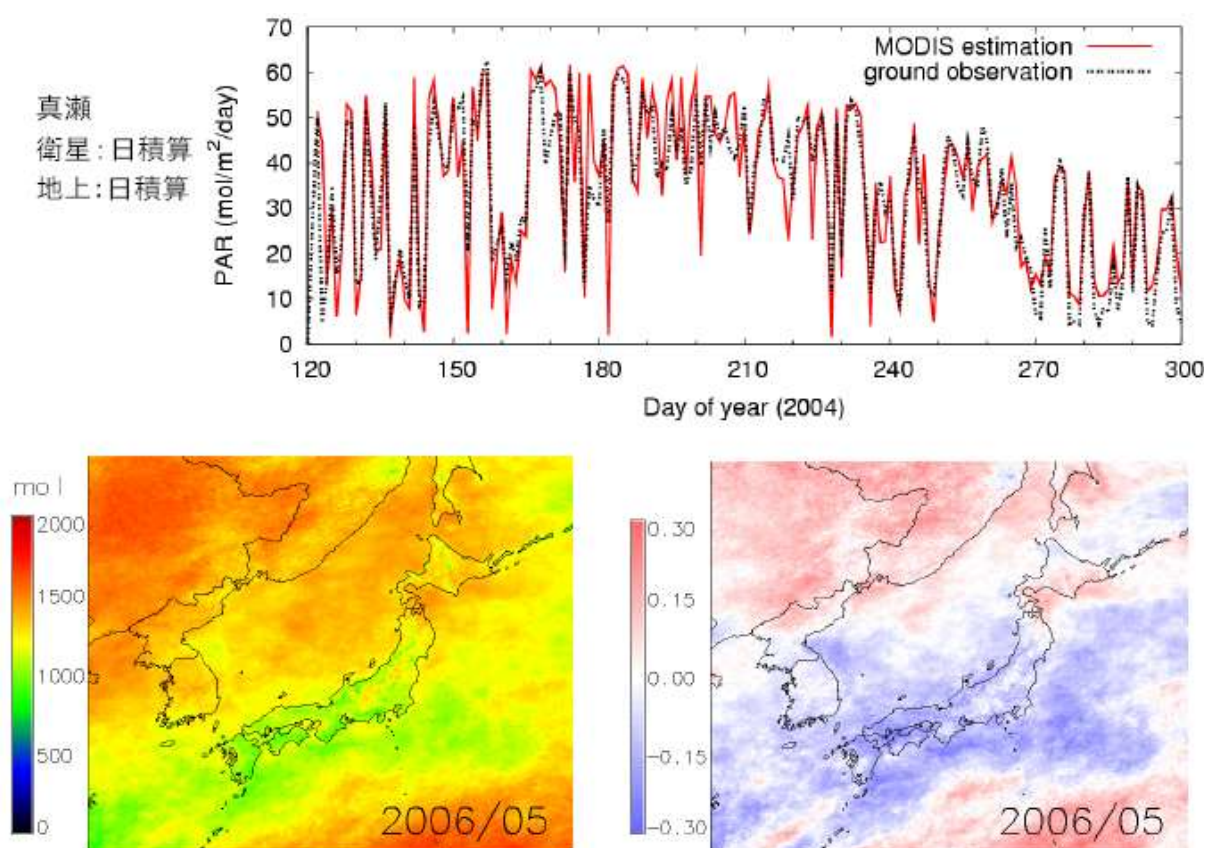 真瀬
衛星:日積算
地上:日積算
PAR (mol/m²/day)
70
60
50
40
30
20
10
0
MODIS estimation
ground observation
120 150 180 210 240 270 300
Day of year (2004)
mol
2000
1500
1000
500
0
2006/05
0.30
0.15
0.00
-0.15
-0.30
2006/05